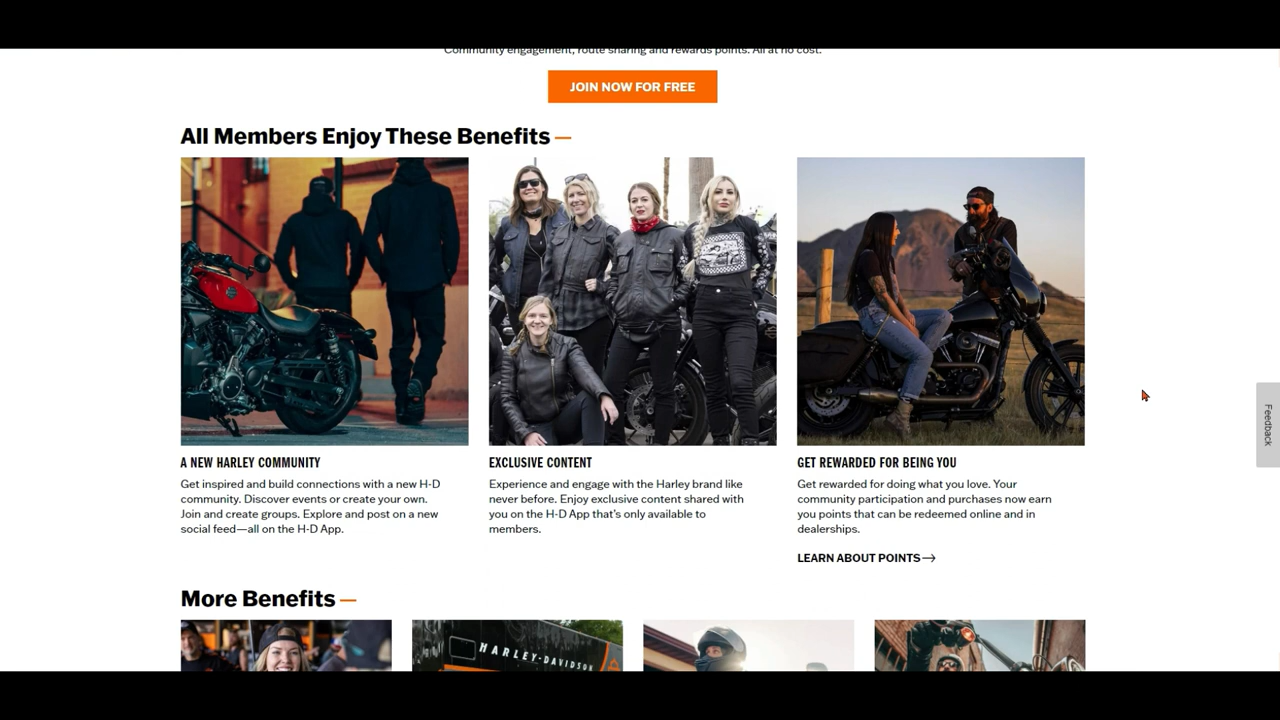 Community engagement, route sharing and rewards points. All at no cost.
JOIN NOW FOR FREE
All Members Enjoy These Benefits —
A NEW HARLEY COMMUNITY
Get inspired and build connections with a new H-D
community. Discover events or create your own.
Join and create groups. Explore and post on a new
social feed—all on the H-D App.
EXCLUSIVE CONTENT
Experience and engage with the Harley brand like
never before. Enjoy exclusive content shared with
you on the H-D App that's only available to
members.
GET REWARDED FOR BEING YOU
Get rewarded for doing what you love. Your
community participation and purchases now earn
you points that can be redeemed online and in
dealerships.
LEARN ABOUT POINTS→
Feedback
More Benefits —
HARLEY-DAVIDSON